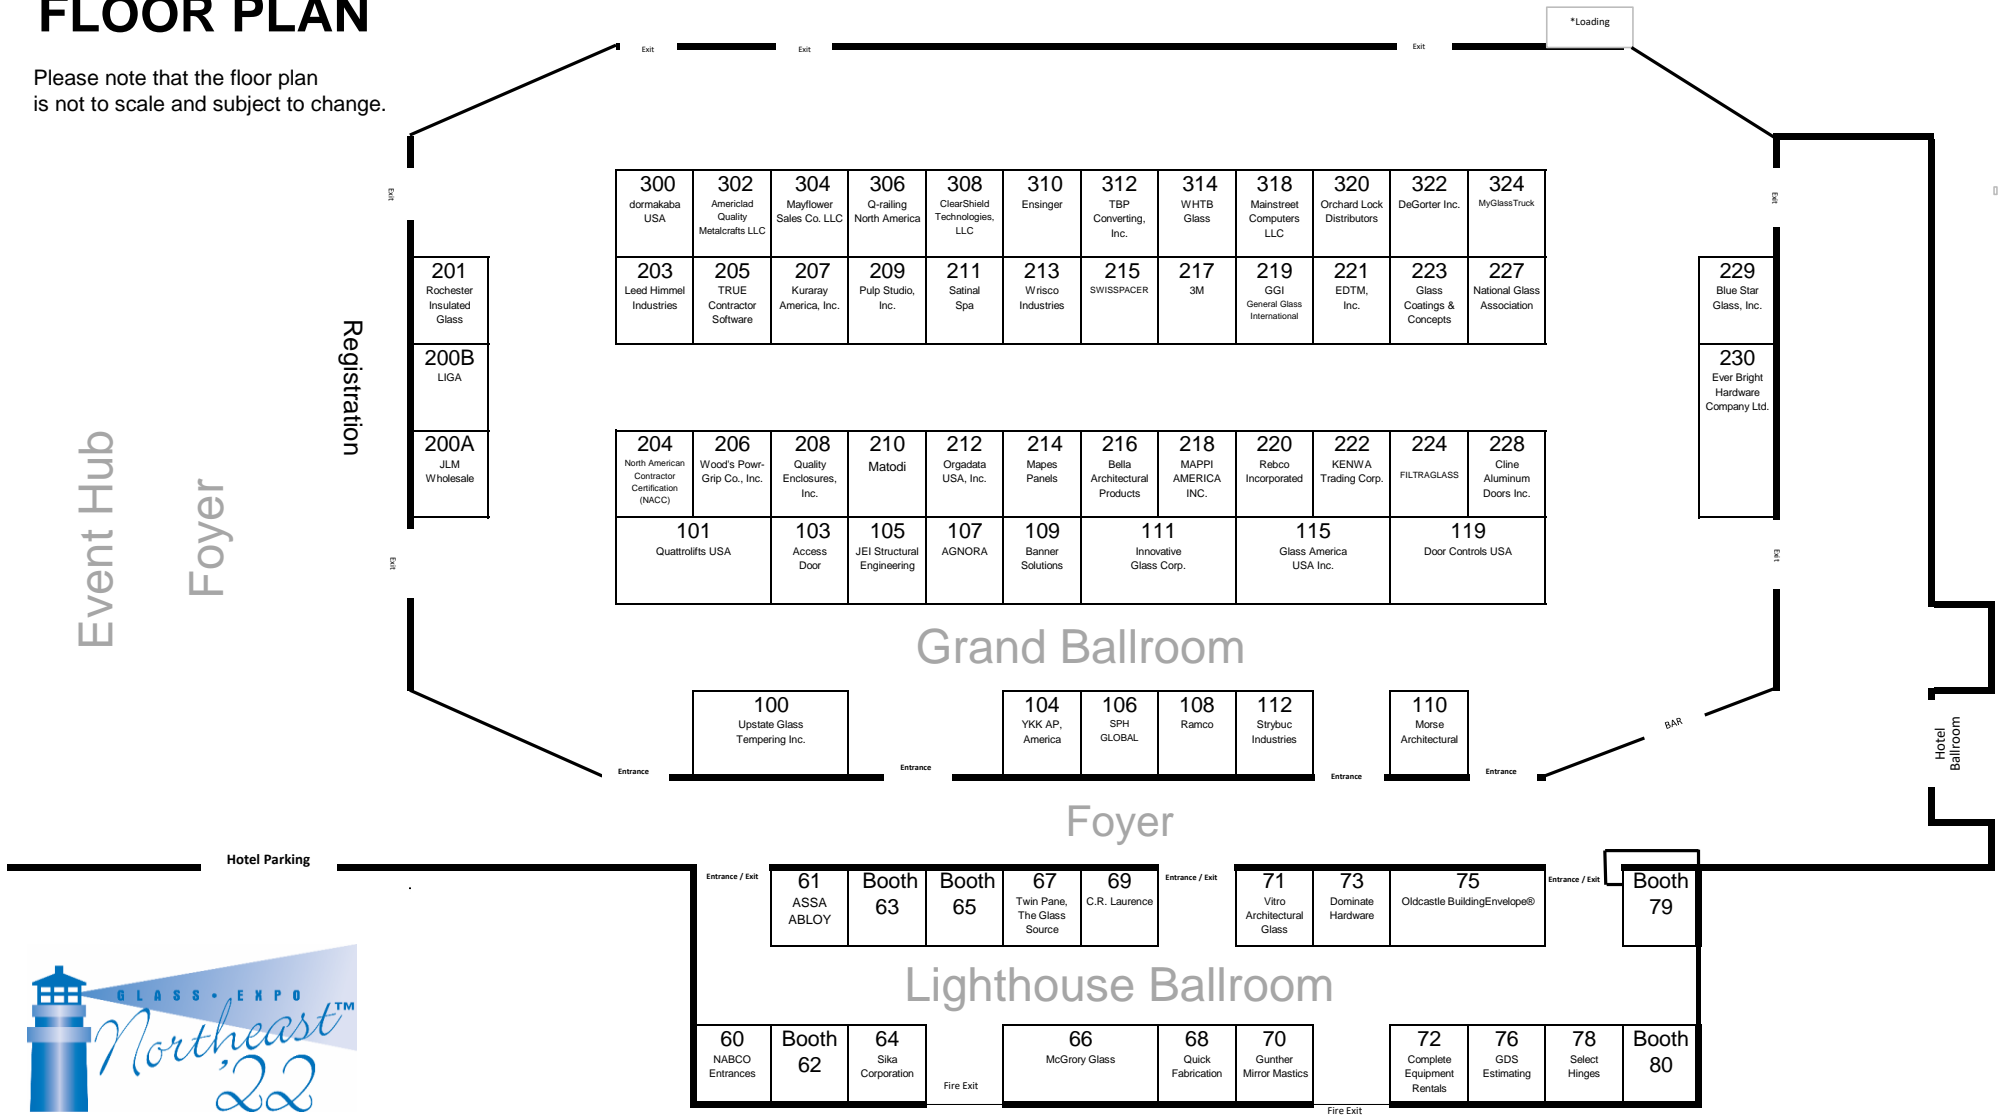 FLOOR PLAN
Please note that the floor plan
is not to scale and subject to change.
*Loading
Exit
Exit
Exit
Exit
Exit
300
dormakaba
USA
302
Americlad
Quality
Metalcrafts LLC
304
Mayflower
Sales Co. LLC
306
Q-railing
North America
308
ClearShield
Technologies,
LLC
310
Ensinger
312
TBP
Converting,
Inc.
314
WHTB
Glass
318
Mainstreet
Computers
LLC
320
Orchard Lock
Distributors
322
DeGorter Inc.
324
MyGlassTruck
201
Rochester
Insulated
Glass
203
Leed Himmel
Industries
205
TRUE
Contractor
Software
207
Kuraray
America, Inc.
209
Pulp Studio,
Inc.
211
Satinal
Spa
213
Wrisco
Industries
215
SWISSPACER
217
3M
219
GGI
General Glass
International
221
EDTM,
Inc.
223
Glass
Coatings &
Concepts
227
National Glass
Association
229
Blue Star
Glass, Inc.
Registration
200B
LIGA
230
Ever Bright
Hardware
Company Ltd.
Event Hub
Foyer
200A
JLM
Wholesale
204
North American
Contractor
Certification
(NACC)
206
Wood's Powr-
Grip Co., Inc.
208
Quality
Enclosures,
Inc.
210
Matodi
212
Orgadata
USA, Inc.
214
Mapes
Panels
216
Bella
Architectural
Products
218
MAPPI
AMERICA
INC.
220
Rebco
Incorporated
222
KENWA
Trading Corp.
224
FILTRAGLASS
228
Cline
Aluminum
Doors Inc.
Exit
101
Quattrolifts USA
103
Access
Door
105
JEI Structural
Engineering
107
AGNORA
109
Banner
Solutions
111
Innovative
Glass Corp.
115
Glass America
USA Inc.
119
Door Controls USA
Exit
Grand Ballroom
100
Upstate Glass
Tempering Inc.
104
YKK AP,
America
106
SPH
GLOBAL
108
Ramco
112
Strybuc
Industries
110
Morse
Architectural
BAR
Hotel
Ballroom
Entrance
Entrance
Entrance
Entrance
Foyer
Hotel Parking
Entrance / Exit
61
ASSA
ABLOY
Booth
63
Booth
65
67
Twin Pane,
The Glass
Source
69
C.R. Laurence
Entrance / Exit
71
Vitro
Architectural
Glass
73
Dominate
Hardware
75
Oldcastle BuildingEnvelope®
Entrance / Exit
Booth
79
Lighthouse Ballroom
60
NABCO
Entrances
Booth
62
64
Sika
Corporation
Fire Exit
66
McGrory Glass
68
Quick
Fabrication
70
Gunther
Mirror Mastics
Fire Exit
72
Complete
Equipment
Rentals
76
GDS
Estimating
78
Select
Hinges
Booth
80
GLASS • EXPO
Northeast™
'22